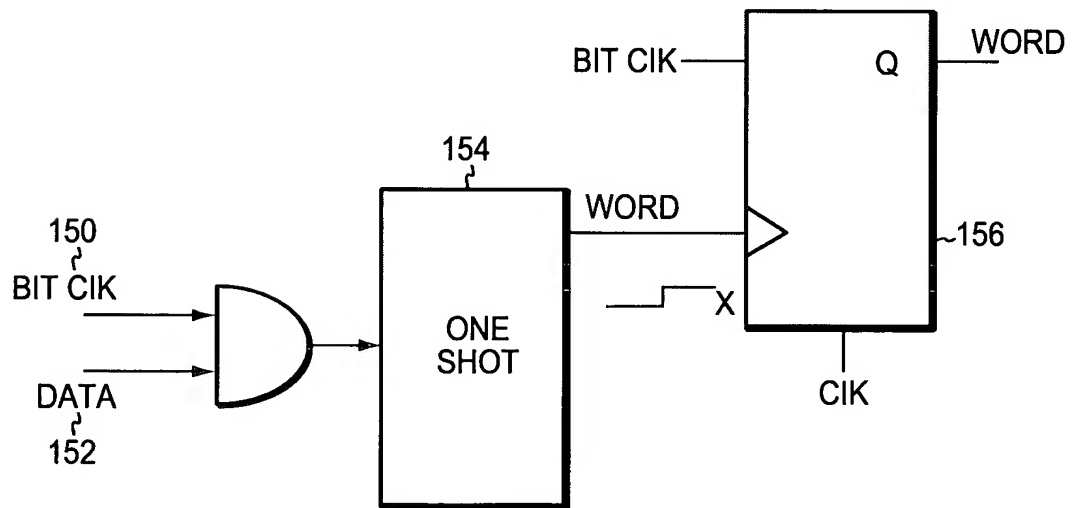 BIT CIK
Q
WORD
154
WORD
156
150
BIT CIK
ONE
SHOT
X
DATA
152
CIK